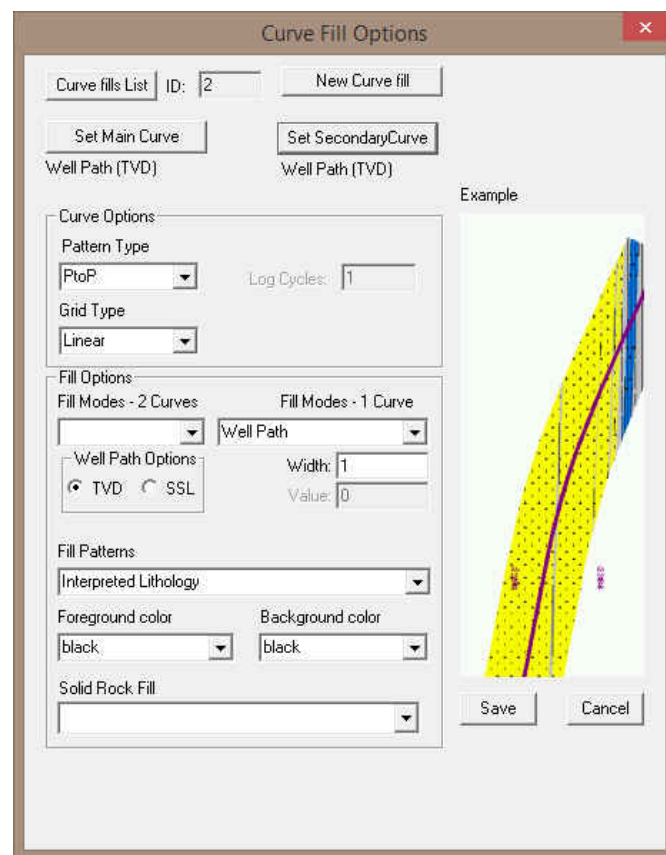 Curve Fill Options
Curve fills List ID: 2 New Curve fill
Set Main Curve Set SecondaryCurve
Well Path (TVD) Well Path (TVD)
Example
Curve Options
Pattern Type
PtoP Log Cycles: 1
Grid Type
Linear
Fill Options
Fill Modes - 2 Curves Fill Modes - 1 Curve
Well Path
Well Path Options Width: 1
TVD SSL Value: 0
Fill Patterns
Interpreted Lithology
Foreground color Background color
black black
Solid Rock Fill
Save Cancel